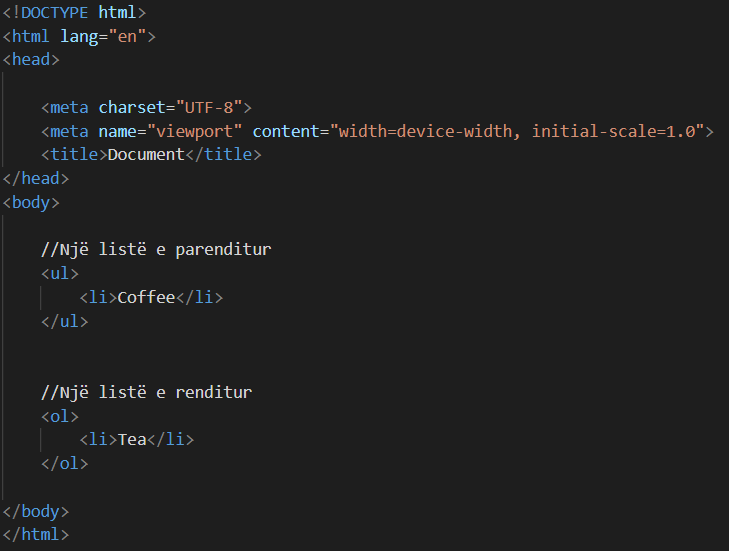 <!DOCTYPE html>
<html lang="en">
<head>
<meta charset="UTF-8">
<meta name="viewport" content="width=device-width, initial-scale=1.0">
<title>Document</title>
</head>
<body>
//Një listë e parenditur
<ul>
<li>Coffee</li>
</ul>
//Një listë e renditur
<ol>
<li>Tea</li>
</ol>
</body>
</html>